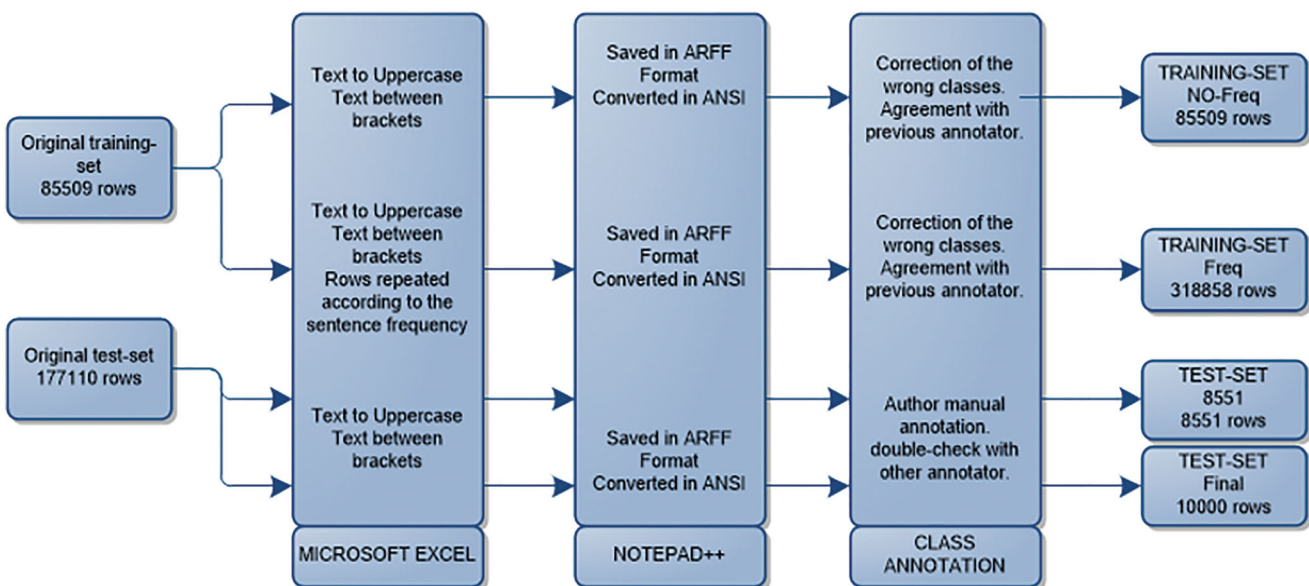 Original training-
set
85509 rows
Original test-set
177110 rows
Text to Uppercase
Text between
brackets
Text to Uppercase
Text between
brackets
Rows repeated
according to the
sentence frequency
Text to Uppercase
Text between
brackets
MICROSOFT EXCEL
Saved in ARFF
Format
Converted in ANSI
Saved in ARFF
Format
Converted in ANSI
Saved in ARFF
Format
Converted in ANSI
NOTEPAD++
Correction of the
wrong classes.
Agreement with
previous annotator.
Correction of the
wrong classes.
Agreement with
previous annotator.
Author manual
annotation.
double-check with
other annotator.
CLASS
ANNOTATION
TRAINING-SET
NO-Freq
85509 rows
TRAINING-SET
Freq
318858 rows
TEST-SET
8551
8551 rows
TEST-SET
Final
10000 rows